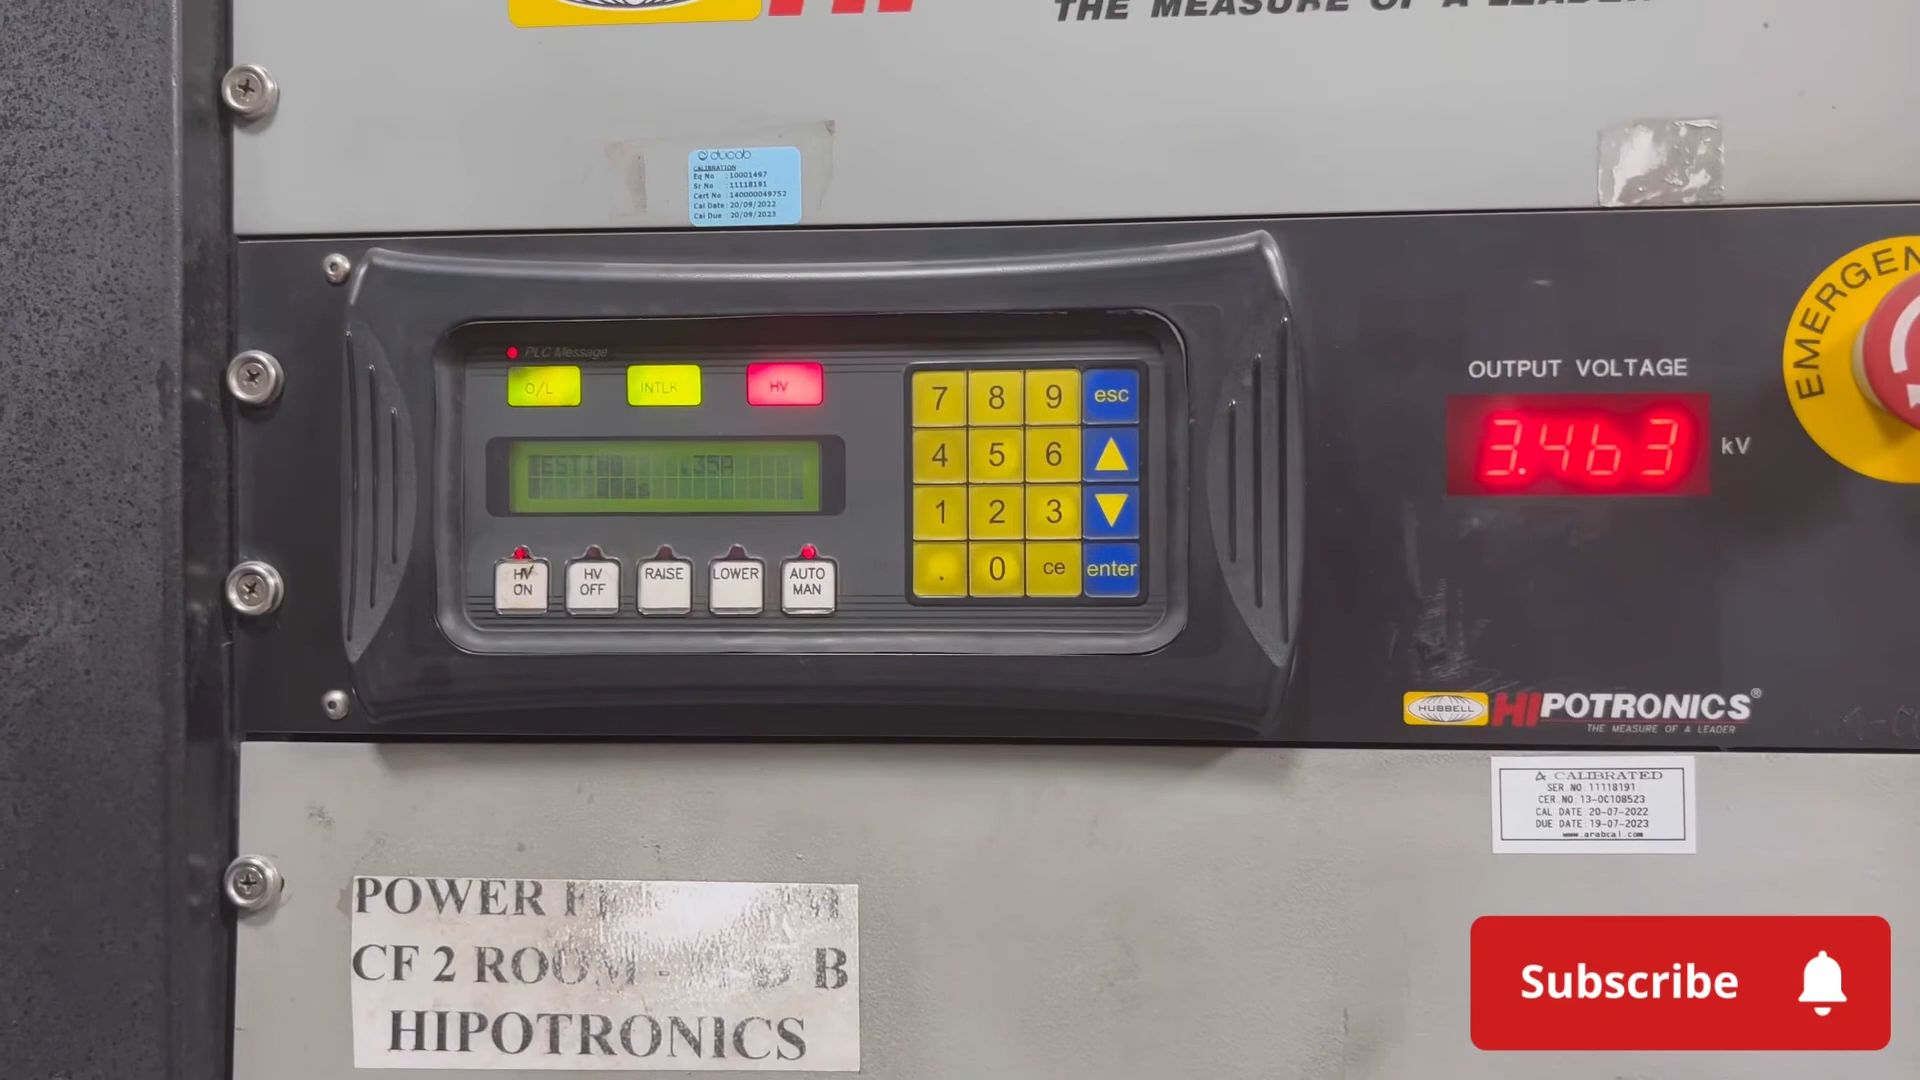 HI
THE MEASURE OF A LEADER
ducab
CALIBRATION
Eq No : 10001497
Sr No : 11118191
Cert No : 140000049752
Cal Date : 20/09/2022
Cal Due : 20/09/2023
PLC Message
O/L INTLK HV
.35A
HV ON
HV OFF
RAISE
LOWER
AUTO MAN
7 8 9 esc
4 5 6
1 2 3
. 0 ce enter
OUTPUT VOLTAGE
3.463 kV
HUBBELL HIPOTRONICS®
THE MEASURE OF A LEADER
CALIBRATED
SER.NO:11118191
CER.NO:13-OC108523
CAL DATE:20-07-2022
DUE DATE:19-07-2023
www.arabcal.com
POWER
CF 2 ROOM - B
HIPOTRONICS
Subscribe